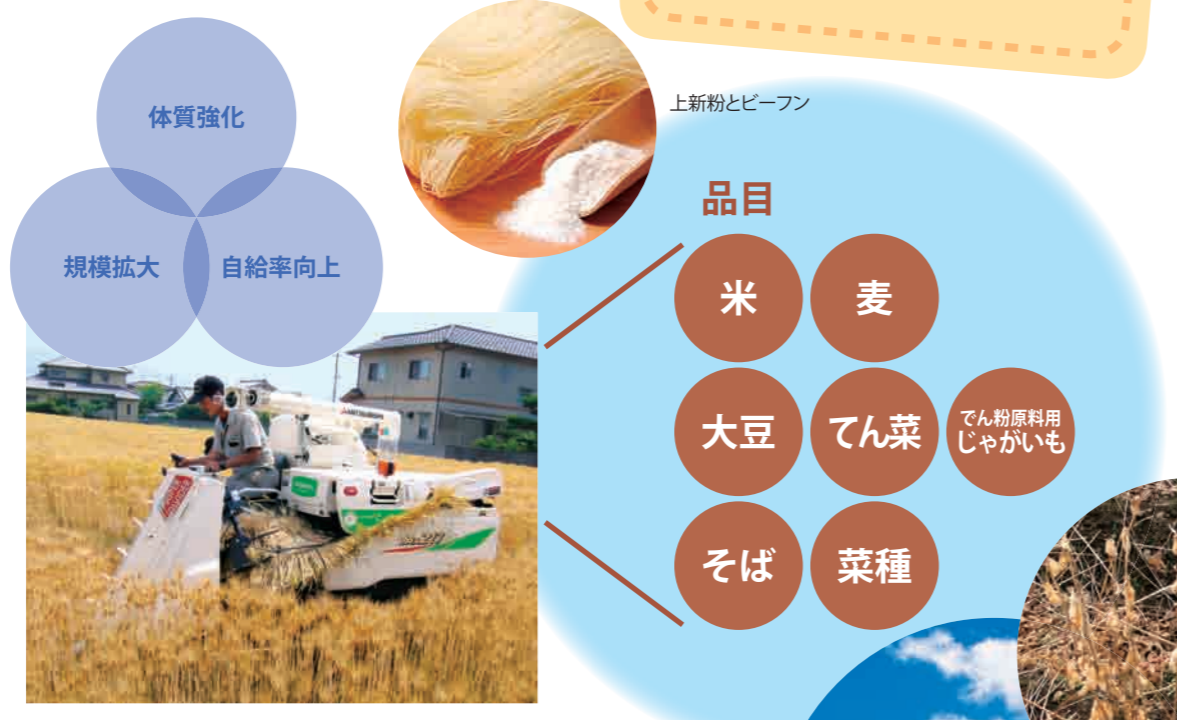 体質強化
規模拡大
自給率向上
上新粉とビーフン
品目
米
麦
大豆
てん菜
でん粉原料用
じゃがいも
そば
菜種